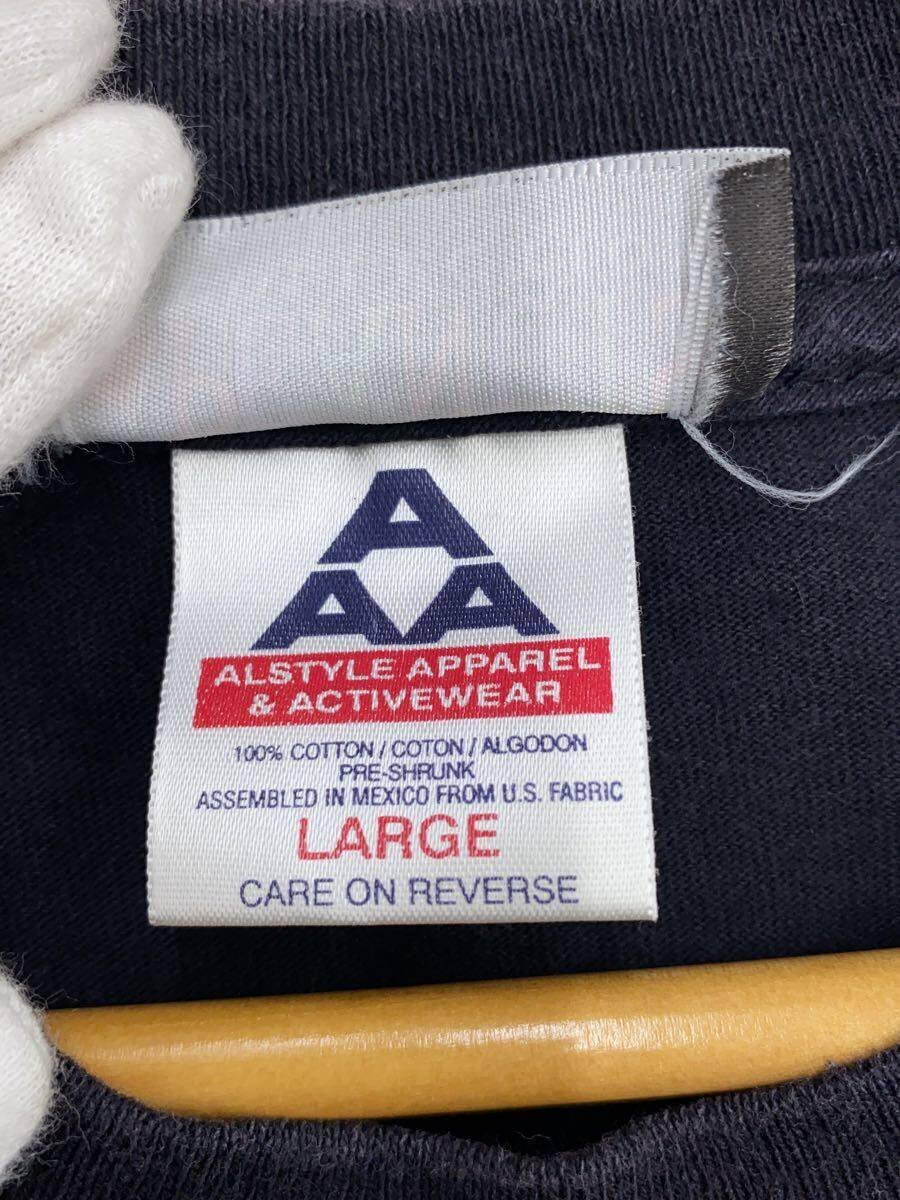 A
A A
ALSTYLE APPAREL
& ACTIVEWEAR
100% COTTON / COTON / ALGODON
PRE-SHRUNK
ASSEMBLED IN MEXICO FROM U.S. FABRIC
LARGE
CARE ON REVERSE